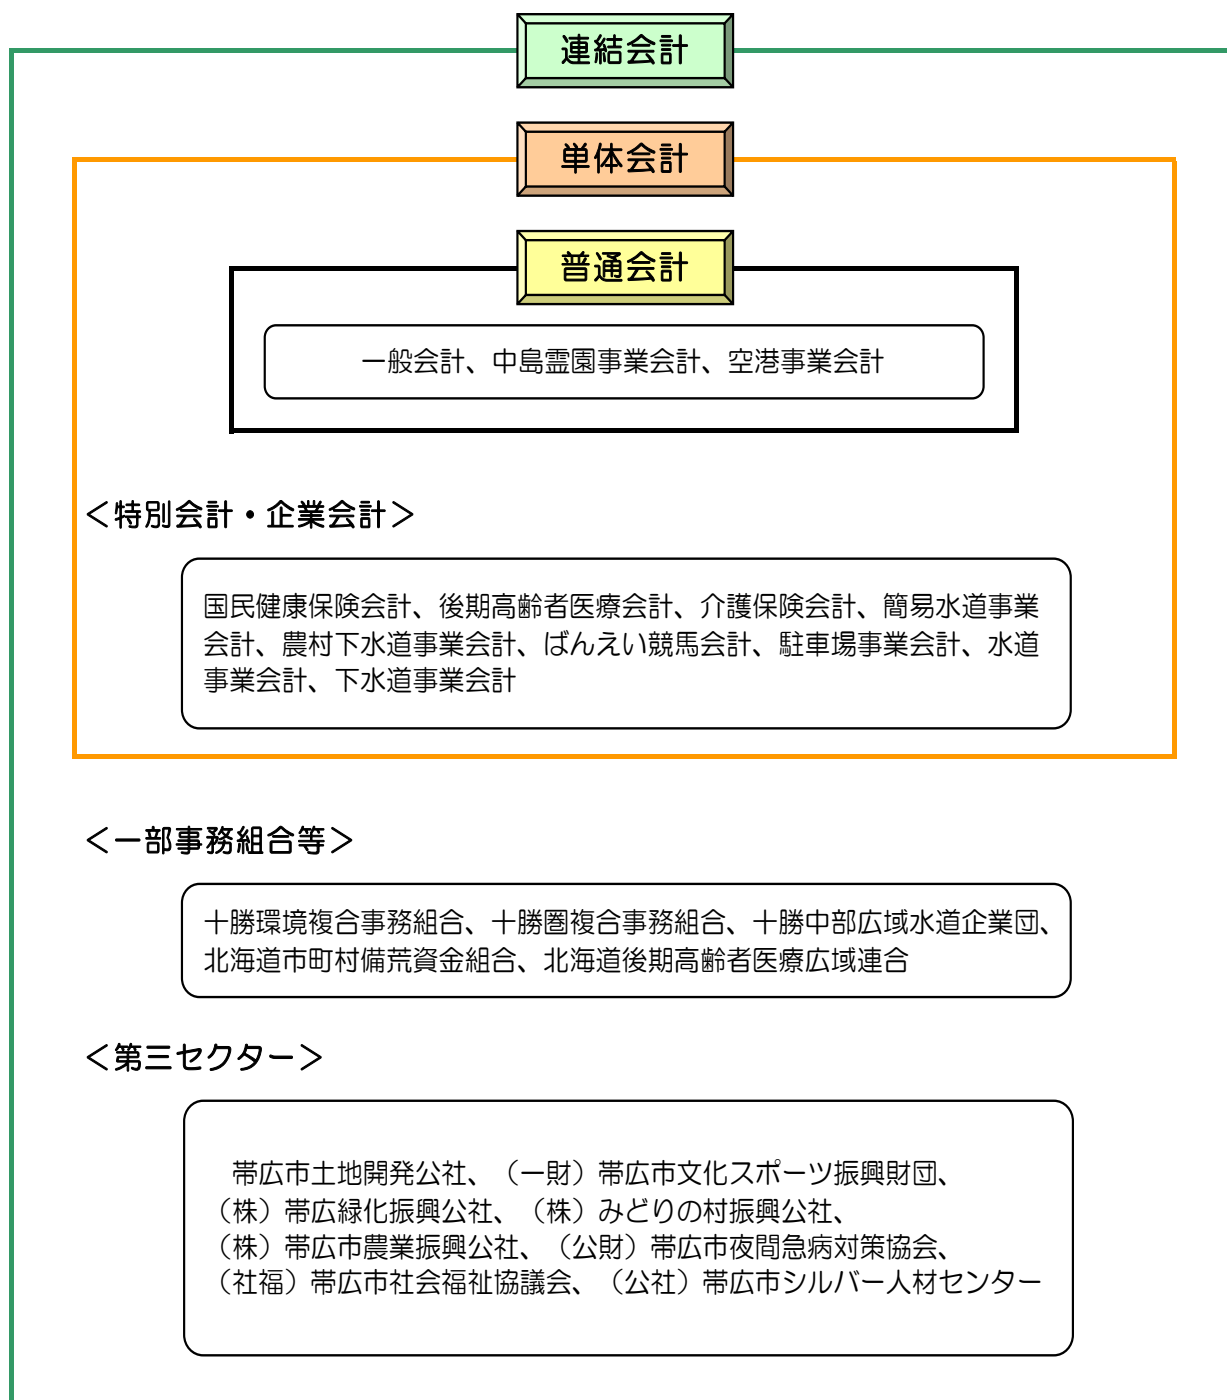 連結会計
単体会計
普通会計
一般会計、中島霊園事業会計、空港事業会計
＜特別会計・企業会計＞
国民健康保険会計、後期高齢者医療会計、介護保険会計、簡易水道事業
会計、農村下水道事業会計、ばんえい競馬会計、駐車場事業会計、水道
事業会計、下水道事業会計
＜一部事務組合等＞
十勝環境複合事務組合、十勝圏複合事務組合、十勝中部広域水道企業団、
北海道市町村備荒資金組合、北海道後期高齢者医療広域連合
＜第三セクター＞
帯広市土地開発公社、（一財）帯広市文化スポーツ振興財団、
（株）帯広緑化振興公社、（株）みどりの村振興公社、
（株）帯広市農業振興公社、（公財）帯広市夜間急病対策協会、
（社福）帯広市社会福祉協議会、（公社）帯広市シルバー人材センター